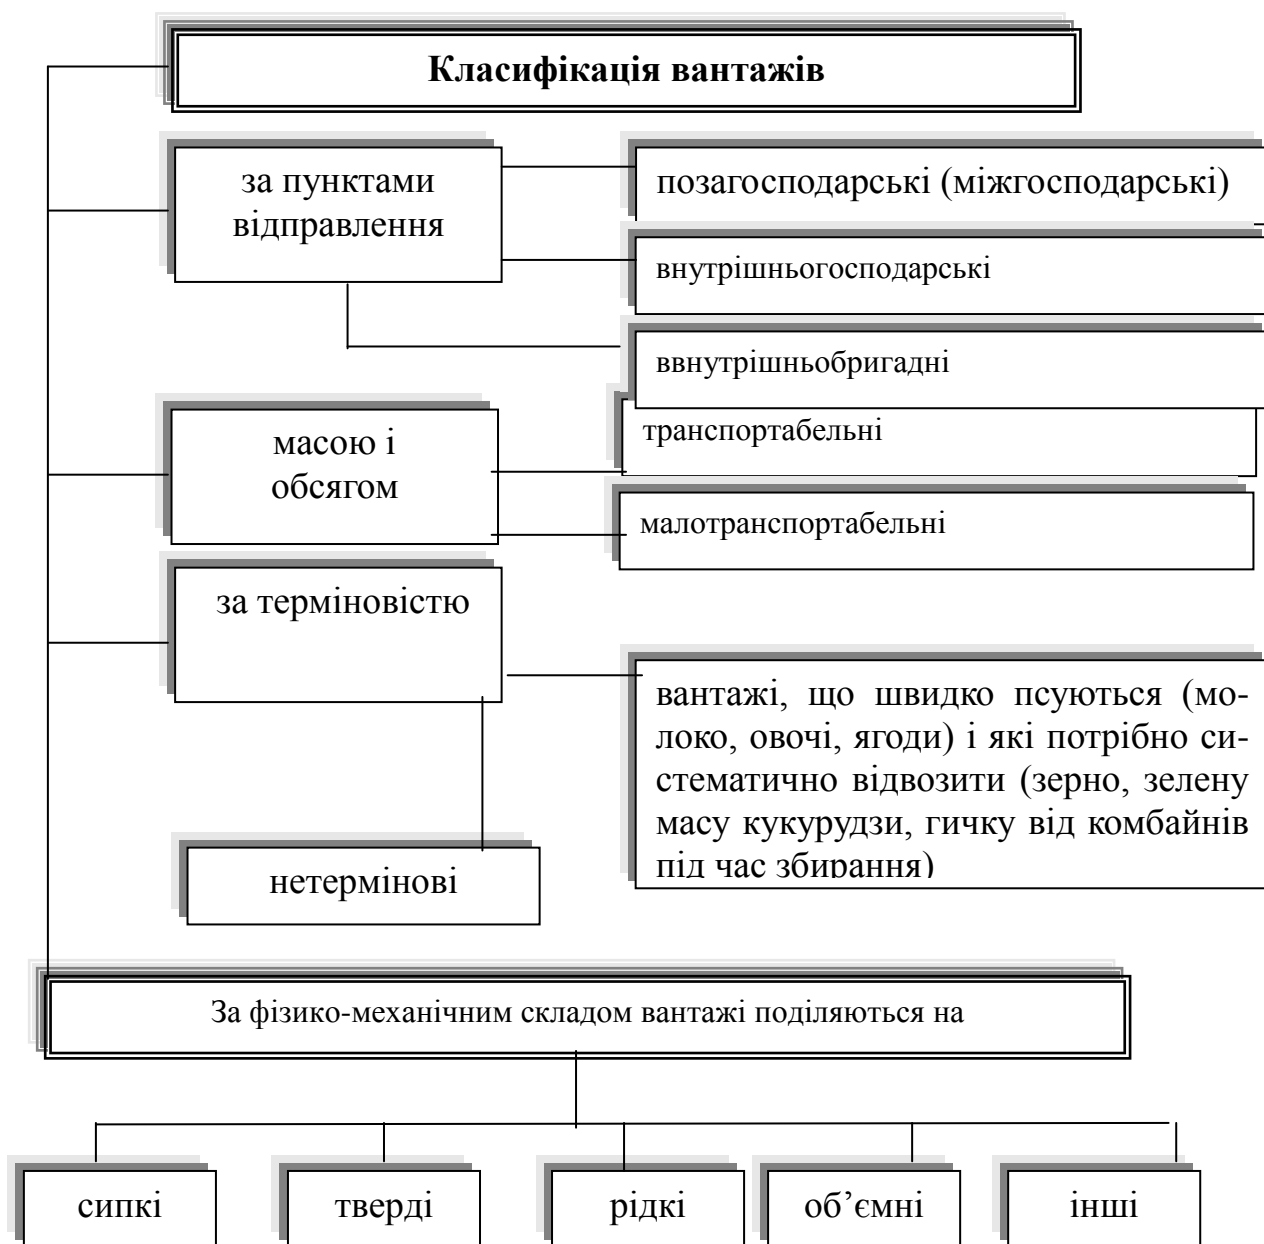 Класифікація вантажів
за пунктами
відправлення
позагосподарські (міжгосподарські)
внутрішньогосподарські
ввнутрішньобригадні
масою і
обсягом
транспортабельні
малотранспортабельні
за терміновістю
вантажі, що швидко псуються (мо-
локо, овочі, ягоди) і які потрібно си-
стематично відвозити (зерно, зелену
масу кукурудзи, гичку від комбайнів
під час збирання)
нетермінові
За фізико-механічним складом вантажі поділяються на
сипкі
тверді
рідкі
об’ємні
інші